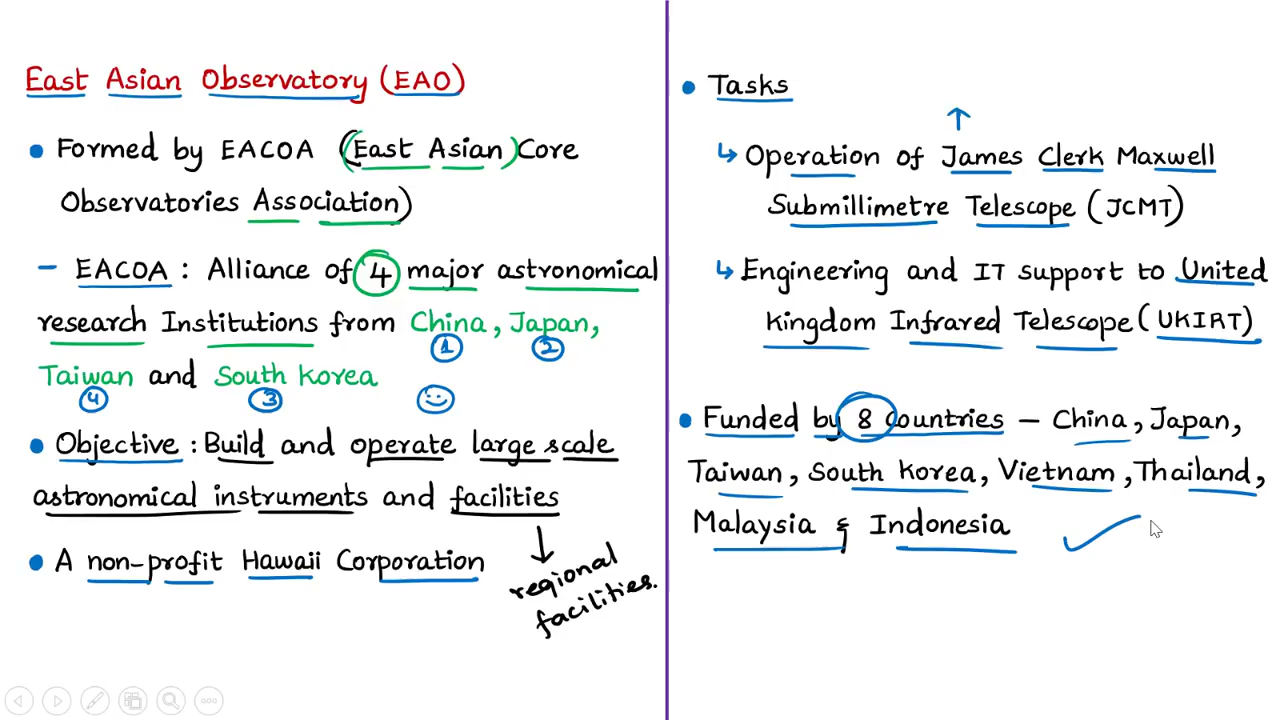 East Asian Observatory (EAO)
• Formed by EACOA (East Asian) Core
Observatories Association)
– EACOA : Alliance of 4 major astronomical
research Institutions from China, Japan,
1 2
Taiwan and South Korea
4 3
• Objective : Build and operate large scale
astronomical instruments and facilities
• A non-profit Hawaii Corporation
regional
facilities.
• Tasks
↳ Operation of James Clerk Maxwell
Submillimetre Telescope (JCMT)
↳ Engineering and IT support to United
Kingdom Infrared Telescope (UKIRT)
• Funded by 8 countries – China, Japan,
Taiwan, South Korea, Vietnam, Thailand,
Malaysia & Indonesia